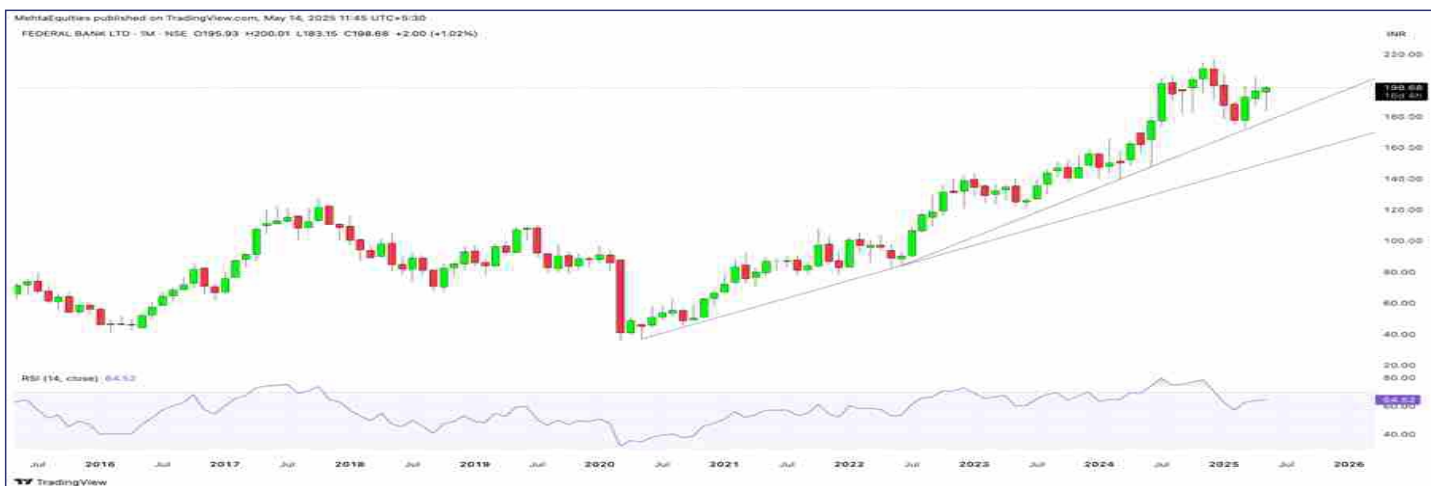 MehtaEquities published on TradingView.com, May 14, 2025 11:45 UTC+5:30
FEDERAL BANK LTD · 1M · NSE O195.93 H200.01 L183.15 C198.68 +2.00 (+1.02%)
INR
220.00
198.68
16d 4h
180.00
160.00
140.00
120.00
100.00
80.00
60.00
40.00
20.00
RSI (14, close) 64.52
80.00
64.52
60.00
40.00
Jul 2016 Jul 2017 Jul 2018 Jul 2019 Jul 2020 Jul 2021 Jul 2022 Jul 2023 Jul 2024 Jul 2025 Jul 2026
TradingView